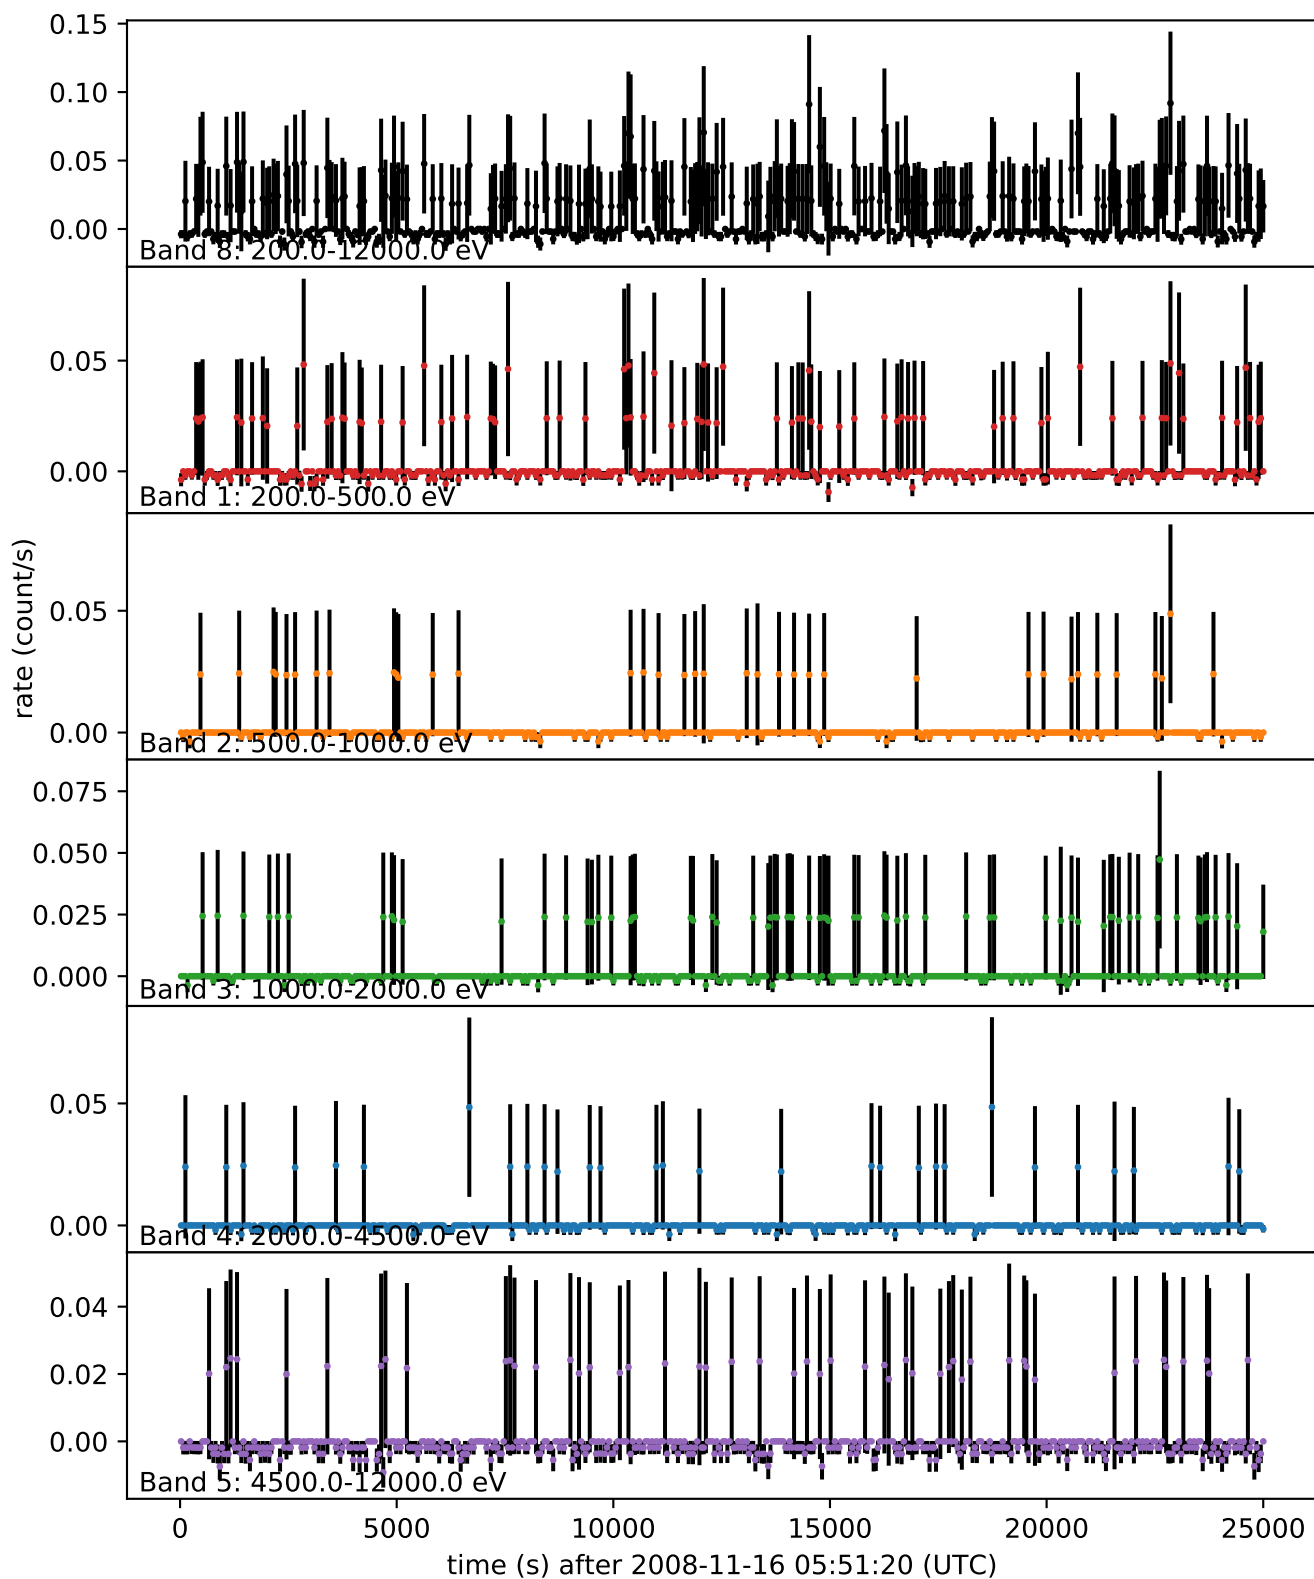 0.15
0.10
0.05
0.00
Band 8: 200.0-12000.0 eV
0.05
0.00
Band 1: 200.0-500.0 eV
rate (count/s)
0.05
0.00
Band 2: 500.0-1000.0 eV
0.075
0.050
0.025
0.000
Band 3: 1000.0-2000.0 eV
0.05
0.00
Band 4: 2000.0-4500.0 eV
0.04
0.02
0.00
Band 5: 4500.0-12000.0 eV
0 5000 10000 15000 20000 25000
time (s) after 2008-11-16 05:51:20 (UTC)